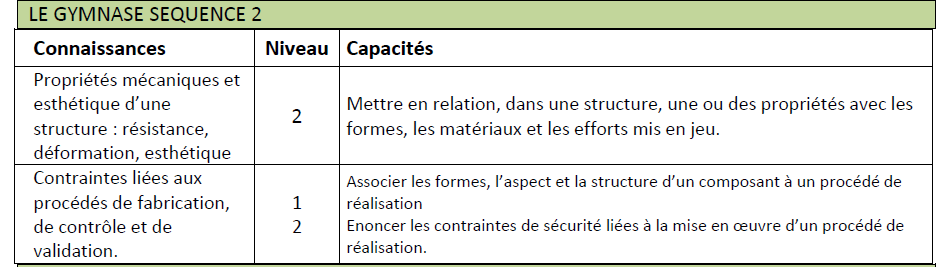 LE GYMNASE SEQUENCE 2
Connaissances Niveau Capacités
Propriétés mécaniques et
esthétique d’une
structure : résistance,
déformation, esthétique
2
Mettre en relation, dans une structure, une ou des propriétés avec les
formes, les matériaux et les efforts mis en jeu.
Contraintes liées aux
procédés de fabrication,
de contrôle et de
validation.
1
2
Associer les formes, l’aspect et la structure d’un composant à un procédé de
réalisation
Enoncer les contraintes de sécurité liées à la mise en œuvre d’un procédé de
réalisation.